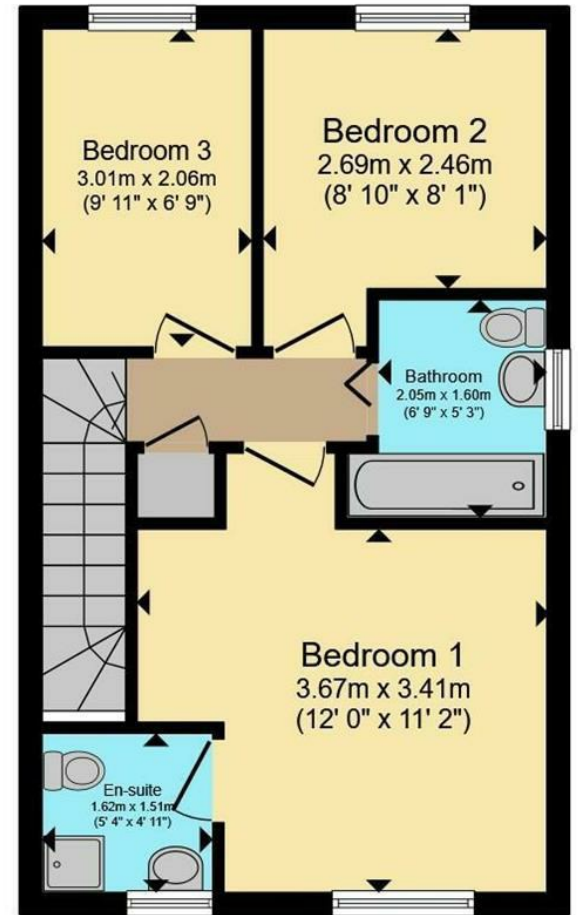 Bedroom 3
3.01m x 2.06m
(9' 11" x 6' 9")
Bedroom 2
2.69m x 2.46m
(8' 10" x 8' 1")
Bathroom
2.05m x 1.60m
(6' 9" x 5' 3")
Bedroom 1
3.67m x 3.41m
(12' 0" x 11' 2")
En-suite
1.62m x 1.51m
(5' 4" x 4' 11")